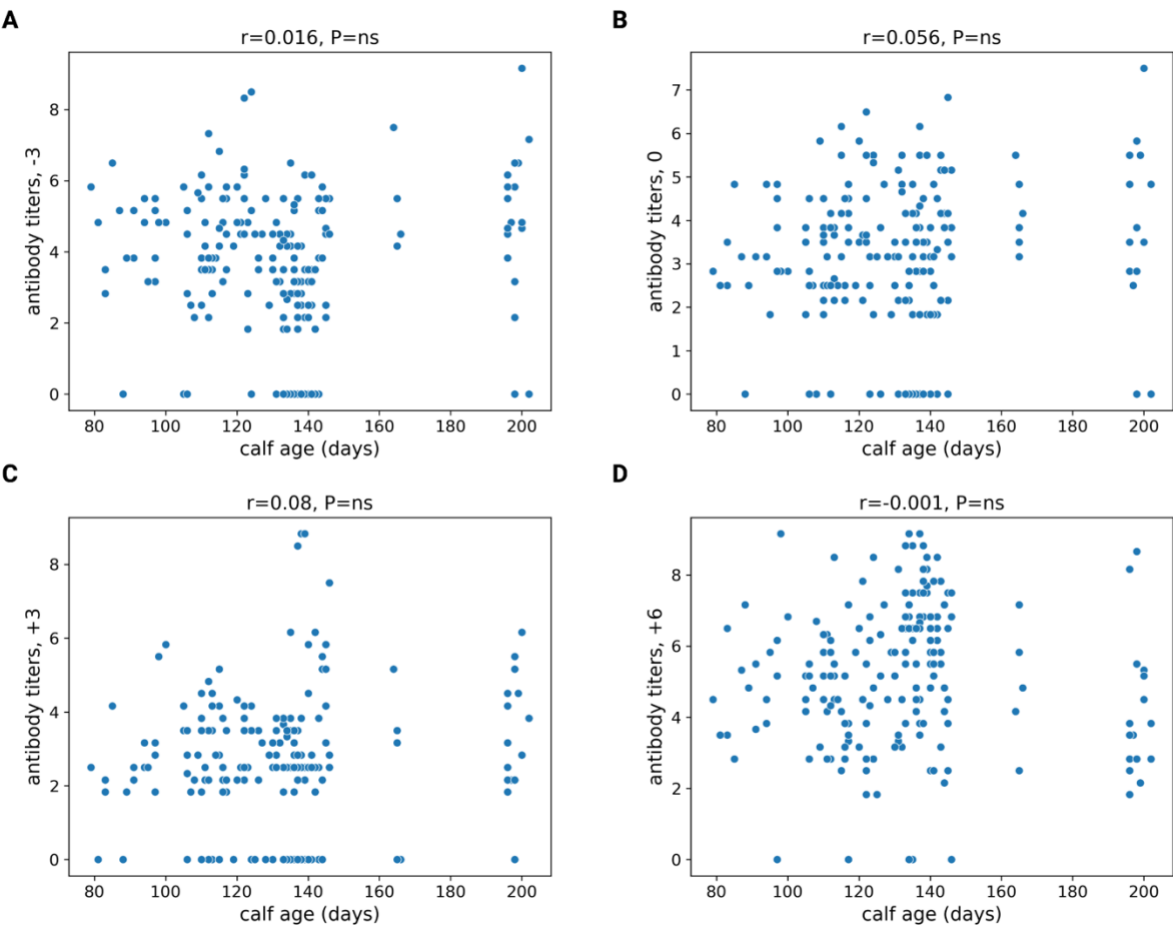 A
r=0.016, P=ns
8
6
4
2
0
antibody titers, -3
80 100 120 140 160 180 200
calf age (days)
B
r=0.056, P=ns
7
6
5
4
3
2
1
0
antibody titers, 0
80 100 120 140 160 180 200
calf age (days)
C
r=0.08, P=ns
8
6
4
2
0
antibody titers, +3
80 100 120 140 160 180 200
calf age (days)
D
r=-0.001, P=ns
8
6
4
2
0
antibody titers, +6
80 100 120 140 160 180 200
calf age (days)